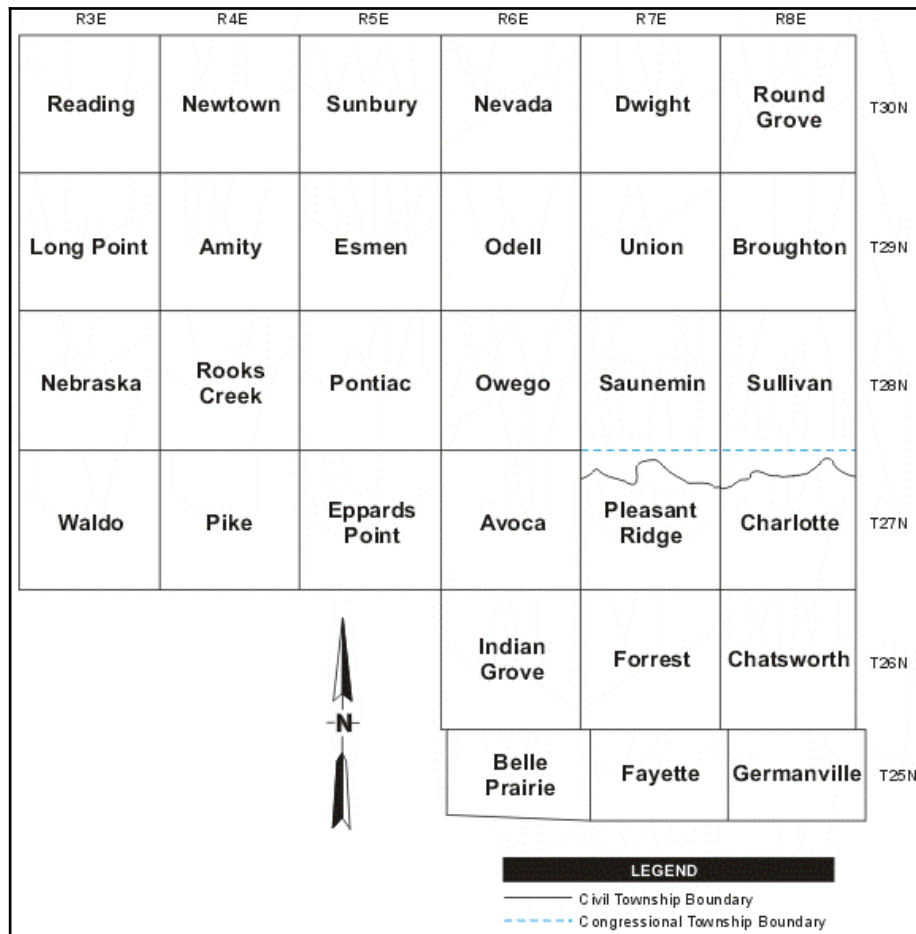 R3E R4E R5E R6E R7E R8E
Reading Newtown Sunbury Nevada Dwight Round
Grove T30N
Long Point Amity Esmen Odell Union Broughton T29N
Nebraska Rooks
Creek Pontiac Owego Saunemin Sullivan T28N
Waldo Pike Eppards
Point Avoca Pleasant
Ridge Charlotte T27N
Indian
Grove Forrest Chatsworth T26N
N
Belle
Prairie Fayette Germanville T25N
LEGEND
Civil Township Boundary
Congressional Township Boundary